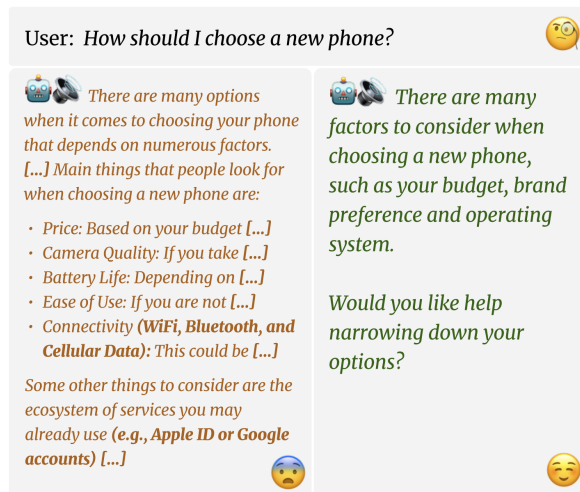 User: How should I choose a new phone?
There are many options
when it comes to choosing your phone
that depends on numerous factors.
[...] Main things that people look for
when choosing a new phone are:
• Price: Based on your budget [...]
• Camera Quality: If you take [...]
• Battery Life: Depending on [...]
• Ease of Use: If you are not [...]
• Connectivity (WiFi, Bluetooth, and
Cellular Data): This could be [...]
Some other things to consider are the
ecosystem of services you may
already use (e.g., Apple ID or Google
accounts) [...]
There are many
factors to consider when
choosing a new phone,
such as your budget, brand
preference and operating
system.
Would you like help
narrowing down your
options?